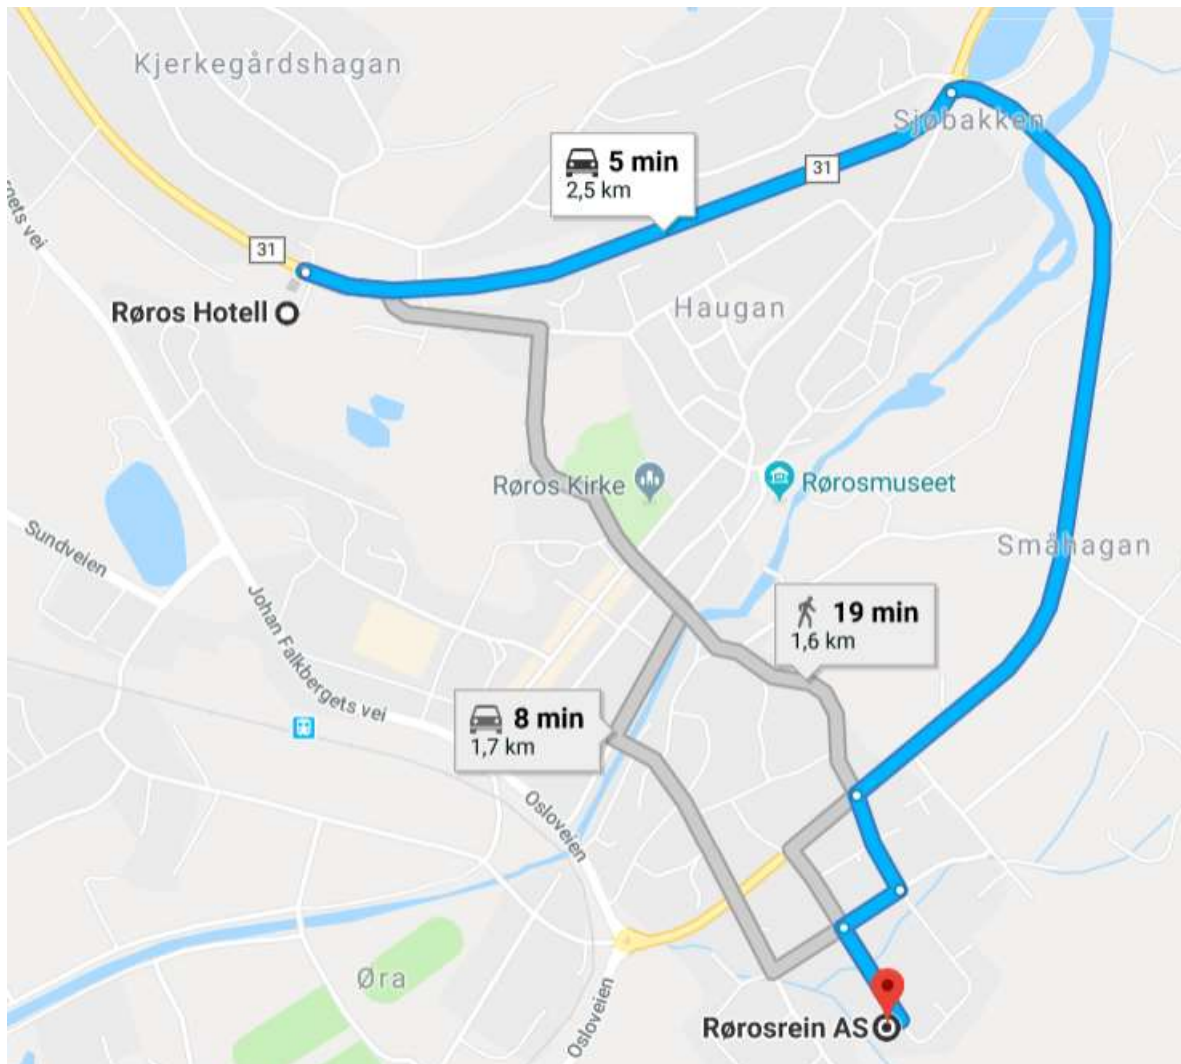 Kjerkegårdshagan
Sjøbakken
5 min
2,5 km
31
31
Røros Hotell
Haugan
Røros Kirke
Rørosmuseet
Sundveien
Småhagan
Johan Falkbergets vei
19 min
1,6 km
8 min
1,7 km
Osloveien
Øra
Osloveien
Rørosrein AS